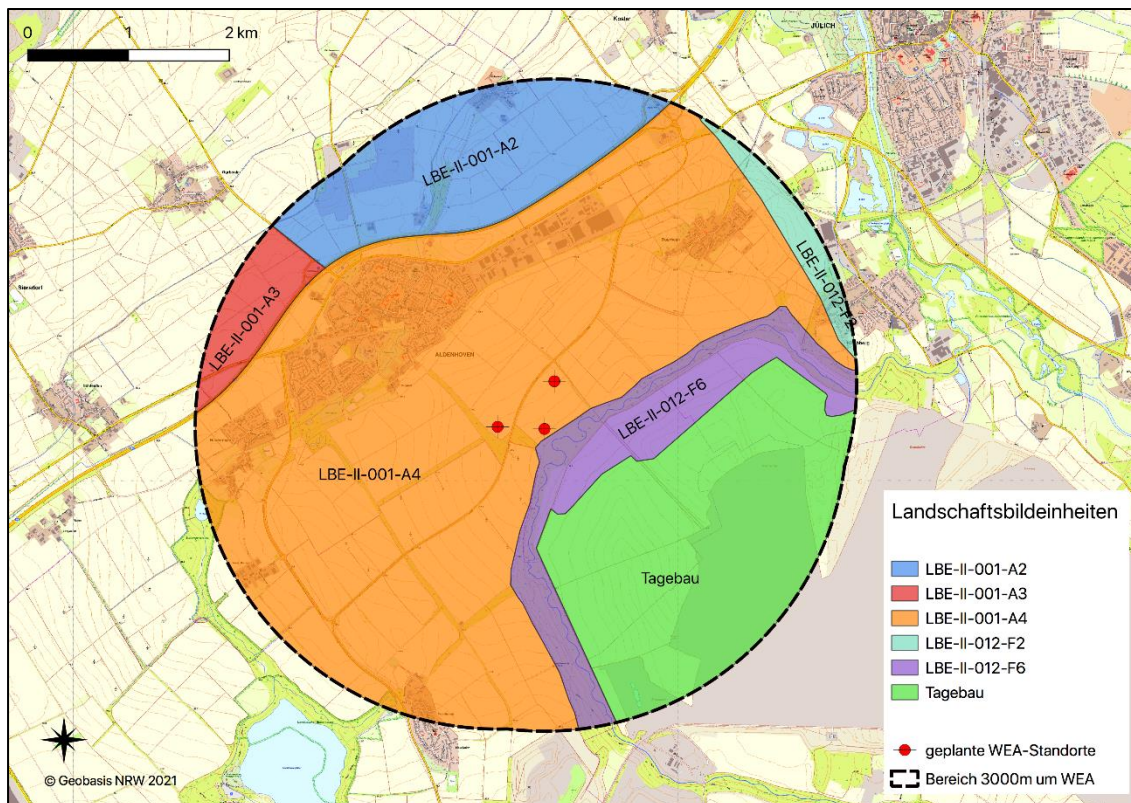 0 1 2 km
Koslar
JÜLICH
LBE-II-001-A2
LBE-II-001-A3
LBE-II-012-F2
ALDENHOVEN
LBE-II-012-F6
LBE-II-001-A4
Tagebau
Landschaftsbildeinheiten
LBE-II-001-A2
LBE-II-001-A3
LBE-II-001-A4
LBE-II-012-F2
LBE-II-012-F6
Tagebau
geplante WEA-Standorte
Bereich 3000m um WEA
© Geobasis NRW 2021